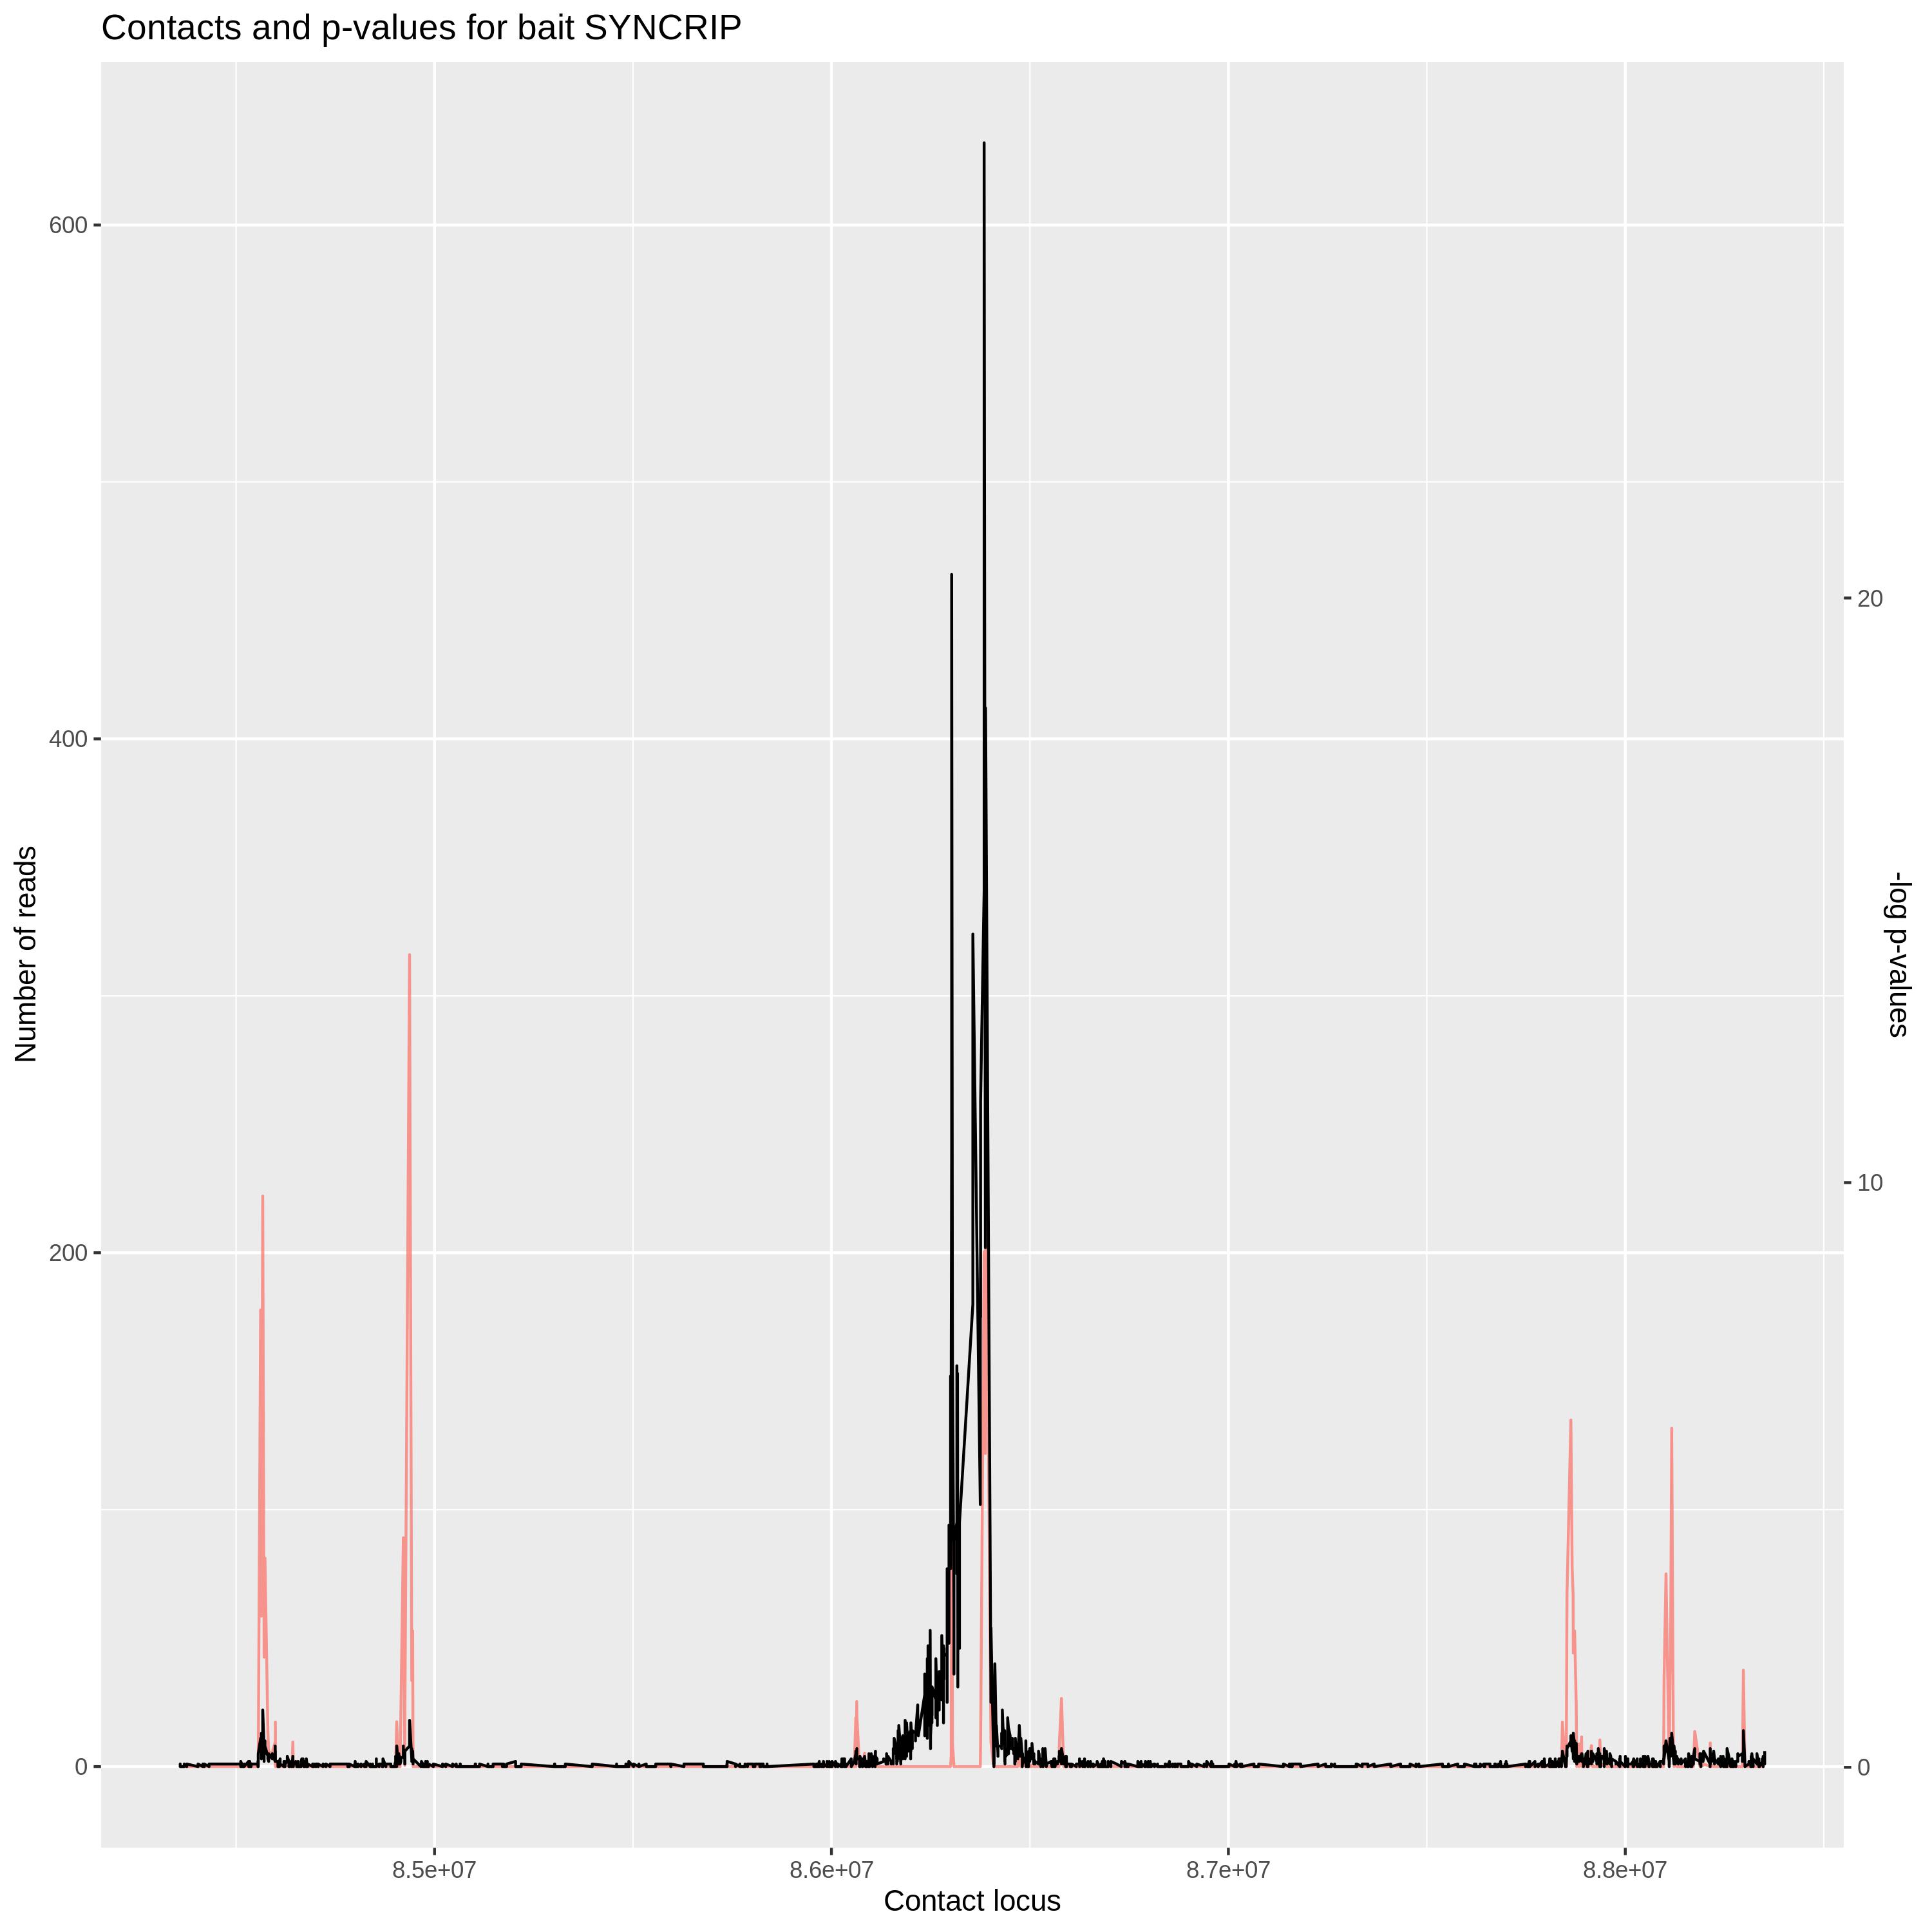 Contacts and p-values for bait SYNCRIP
600
400
200
0
Number of reads
20
10
0
-log p-values
8.5e+07
8.6e+07
8.7e+07
8.8e+07
Contact locus